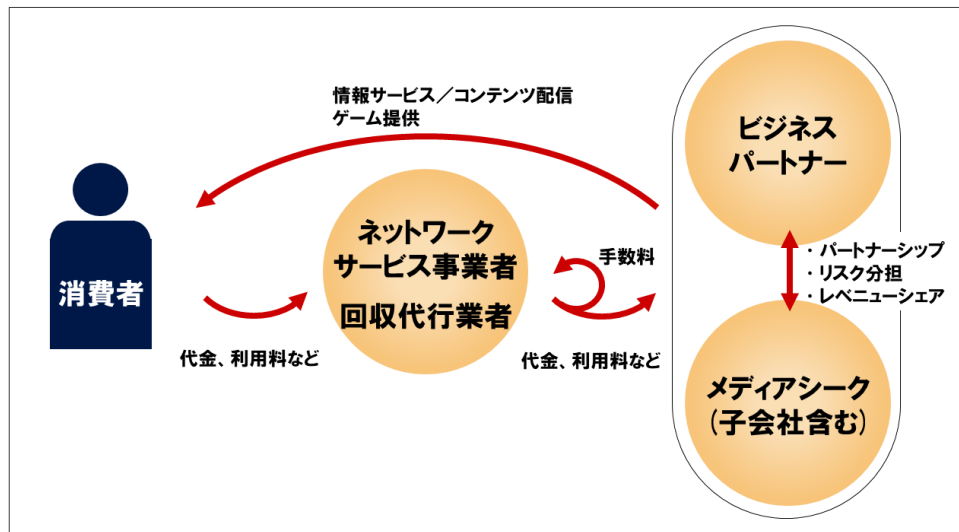 情報サービス／コンテンツ配信
ゲーム提供
ビジネス
パートナー
消費者
ネットワーク
サービス事業者
回収代行業者
手数料
・パートナーシップ
・リスク分担
・レベニューシェア
代金、利用料など
代金、利用料など
メディアシーク
(子会社含む)